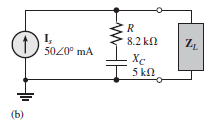 I_s
50∠0° mA
R
8.2 kΩ
X_C
5 kΩ
Z_L
(b)